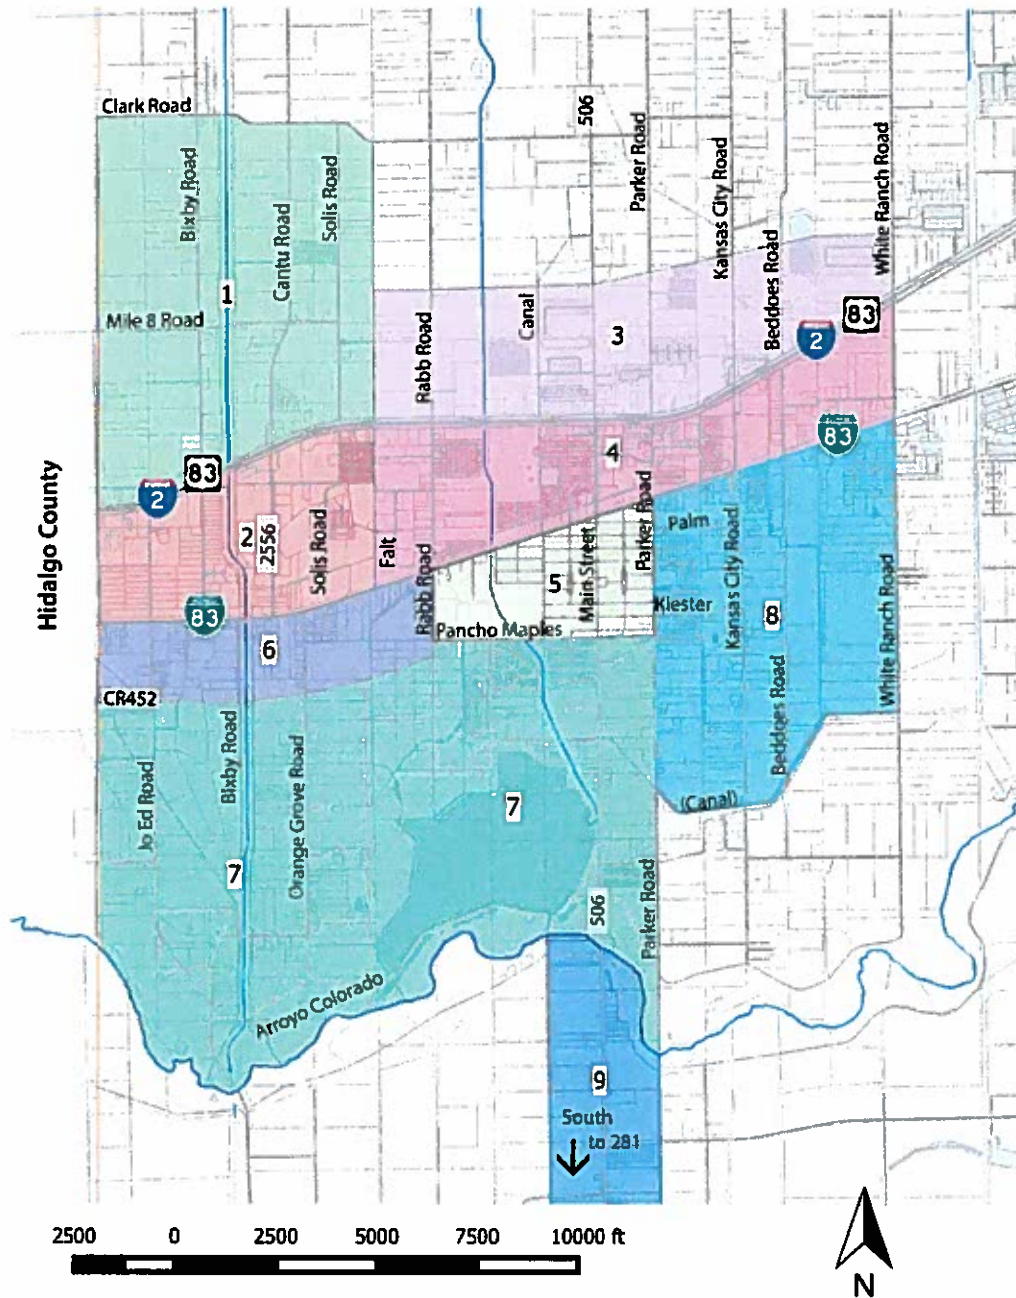 Clark Road
506
Bixby Road
Solis Road
Cantu Road
Parker Road
Kansas City Road
White Ranch Road
Beddoes Road
1
Mile 8 Road
Rabb Road
Canal
3
83
2
83
4
Hidalgo County
83
2
2
2556
Solis Road
Falt
Rabb Road
Parker Road
Palm
Main Street
5
Kansas City Road
Klester
8
83
6
Pancho Maples
White Ranch Road
CR452
Bixby Road
Beddoes Road
Jo Ed Road
Orange Grove Road
7
(Canal)
7
506
Parker Road
Arroyo Colorado
9
South
to 281
2500 0 2500 5000 7500 10000 ft
N